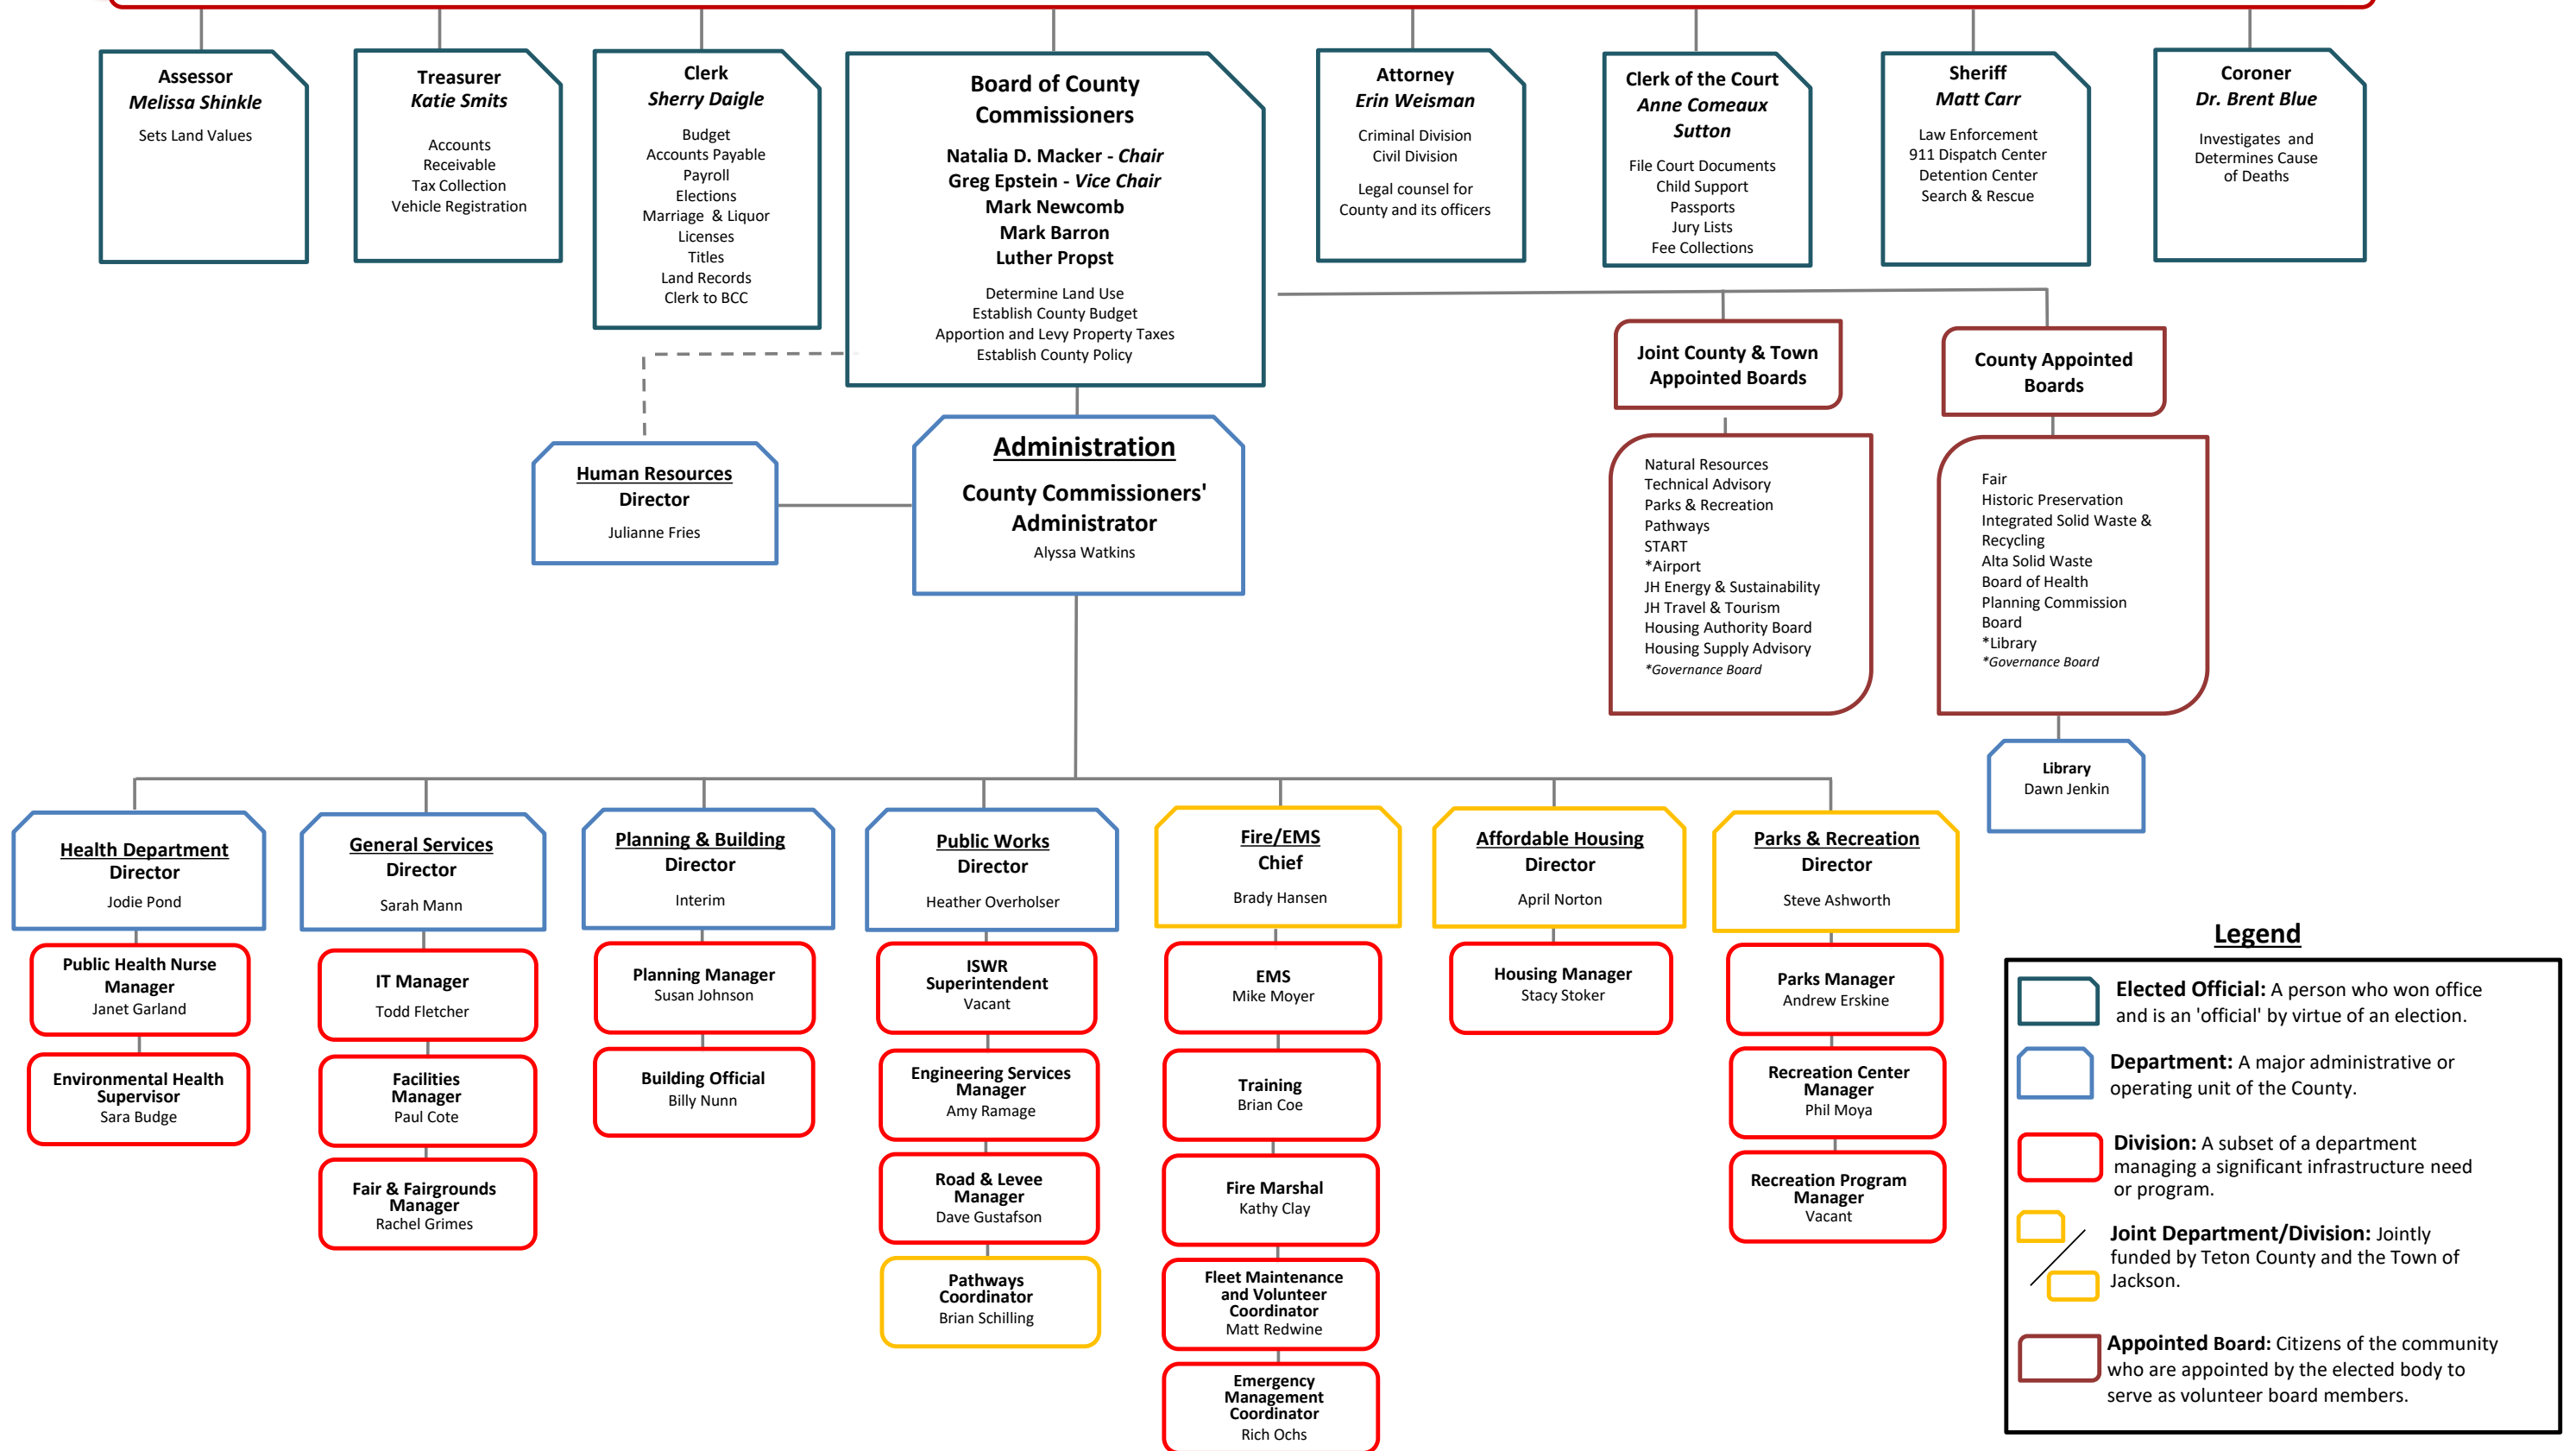 Assessor
Melissa Shinkle
Sets Land Values
Treasurer
Katie Smits
Accounts
Receivable
Tax Collection
Vehicle Registration
Clerk
Sherry Daigle
Budget
Accounts Payable
Payroll
Elections
Marriage & Liquor
Licenses
Titles
Land Records
Clerk to BCC
Board of County
Commissioners
Natalia D. Macker - Chair
Greg Epstein - Vice Chair
Mark Newcomb
Mark Barron
Luther Propst
Determine Land Use
Establish County Budget
Apportion and Levy Property Taxes
Establish County Policy
Attorney
Erin Weisman
Criminal Division
Civil Division
Legal counsel for
County and its officers
Clerk of the Court
Anne Comeaux
Sutton
File Court Documents
Child Support
Passports
Jury Lists
Fee Collections
Sheriff
Matt Carr
Law Enforcement
911 Dispatch Center
Detention Center
Search & Rescue
Coroner
Dr. Brent Blue
Investigates and
Determines Cause
of Deaths
Joint County & Town
Appointed Boards
County Appointed
Boards
Human Resources
Director
Julianne Fries
Administration
County Commissioners'
Administrator
Alyssa Watkins
Natural Resources
Technical Advisory
Parks & Recreation
Pathways
START
*Airport
JH Energy & Sustainability
JH Travel & Tourism
Housing Authority Board
Housing Supply Advisory
*Governance Board
Fair
Historic Preservation
Integrated Solid Waste &
Recycling
Alta Solid Waste
Board of Health
Planning Commission
Board
*Library
*Governance Board
Library
Dawn Jenkin
Health Department
Director
Jodie Pond
Public Health Nurse
Manager
Janet Garland
Environmental Health
Supervisor
Sara Budge
General Services
Director
Sarah Mann
IT Manager
Todd Fletcher
Facilities
Manager
Paul Cote
Fair & Fairgrounds
Manager
Rachel Grimes
Planning & Building
Director
Interim
Planning Manager
Susan Johnson
Building Official
Billy Nunn
Public Works
Director
Heather Overholser
ISWR
Superintendent
Vacant
Engineering Services
Manager
Amy Ramage
Road & Levee
Manager
Dave Gustafson
Pathways
Coordinator
Brian Schilling
Fire/EMS
Chief
Brady Hansen
EMS
Mike Moyer
Training
Brian Coe
Fire Marshal
Kathy Clay
Fleet Maintenance
and Volunteer
Coordinator
Matt Redwine
Emergency
Management
Coordinator
Rich Ochs
Affordable Housing
Director
April Norton
Housing Manager
Stacy Stoker
Parks & Recreation
Director
Steve Ashworth
Parks Manager
Andrew Erskine
Recreation Center
Manager
Phil Moya
Recreation Program
Manager
Vacant
Legend
Elected Official: A person who won office
and is an 'official' by virtue of an election.
Department: A major administrative or
operating unit of the County.
Division: A subset of a department
managing a significant infrastructure need
or program.
Joint Department/Division: Jointly
funded by Teton County and the Town of
Jackson.
Appointed Board: Citizens of the community
who are appointed by the elected body to
serve as volunteer board members.